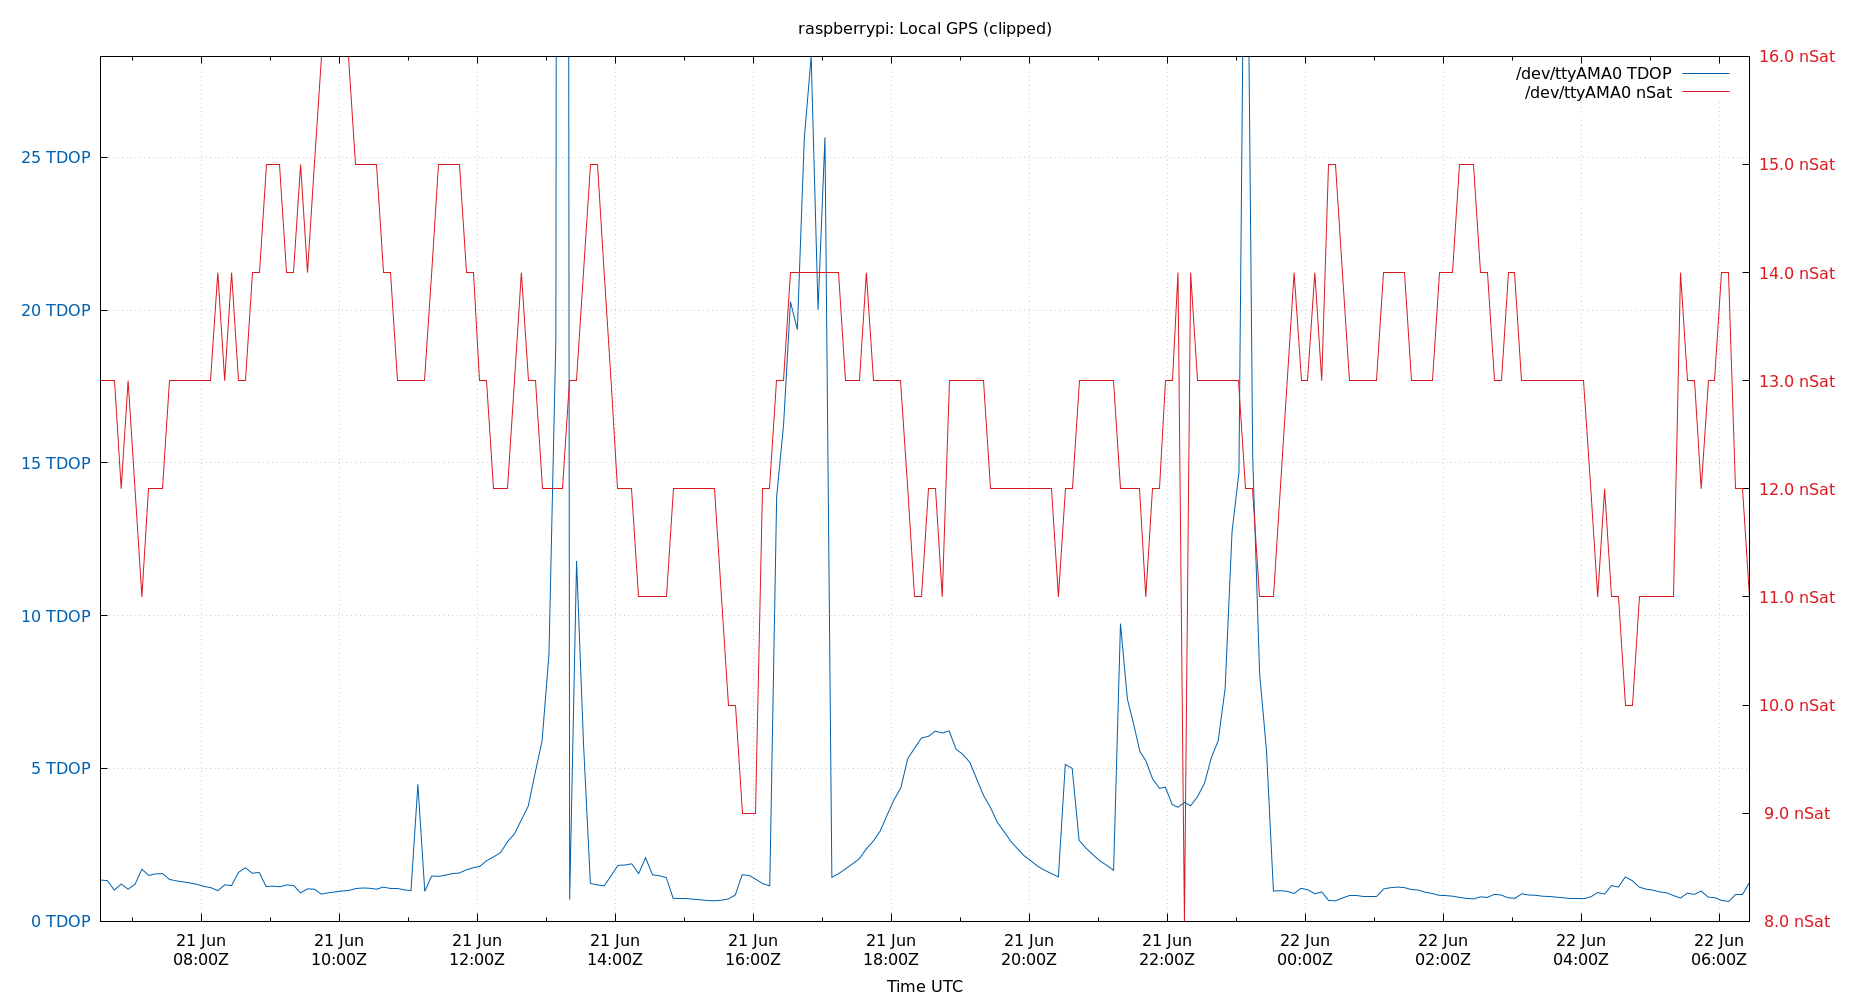 raspberrypi: Local GPS (clipped)
/dev/ttyAMA0 TDOP
/dev/ttyAMA0 nSat
25 TDOP
20 TDOP
15 TDOP
10 TDOP
5 TDOP
0 TDOP
16.0 nSat
15.0 nSat
14.0 nSat
13.0 nSat
12.0 nSat
11.0 nSat
10.0 nSat
9.0 nSat
8.0 nSat
21 Jun
08:00Z
21 Jun
10:00Z
21 Jun
12:00Z
21 Jun
14:00Z
21 Jun
16:00Z
21 Jun
18:00Z
21 Jun
20:00Z
21 Jun
22:00Z
22 Jun
00:00Z
22 Jun
02:00Z
22 Jun
04:00Z
22 Jun
06:00Z
Time UTC